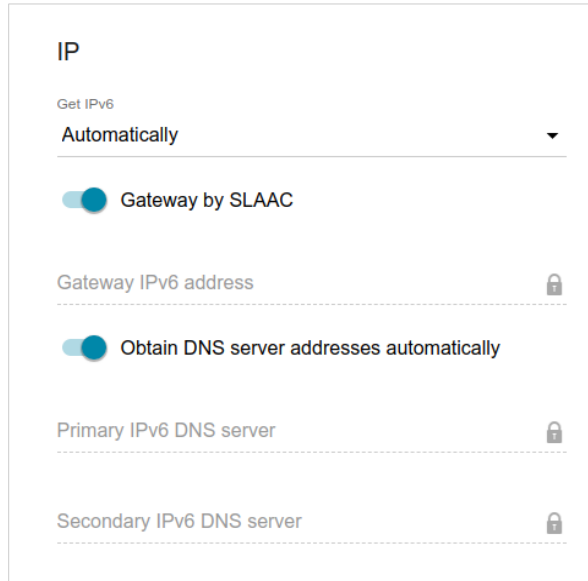 IP
Get IPv6
Automatically
Gateway by SLAAC
Gateway IPv6 address
Obtain DNS server addresses automatically
Primary IPv6 DNS server
Secondary IPv6 DNS server